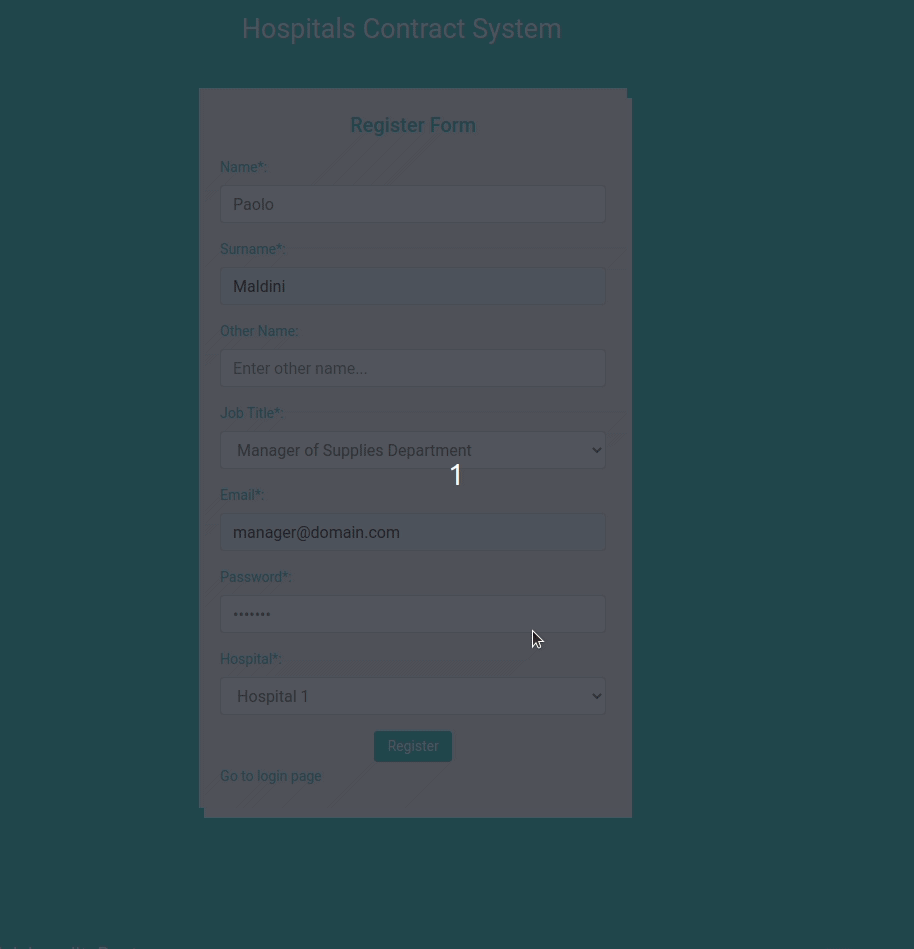 Hospitals Contract System
Register Form
Name*:
Paolo
Surname*:
Maldini
Other Name:
Enter other name...
Job Title*:
Manager of Supplies Department
1
Email*:
manager@domain.com
Password*:
•••••••
Hospital*:
Hospital 1
Register
Go to login page